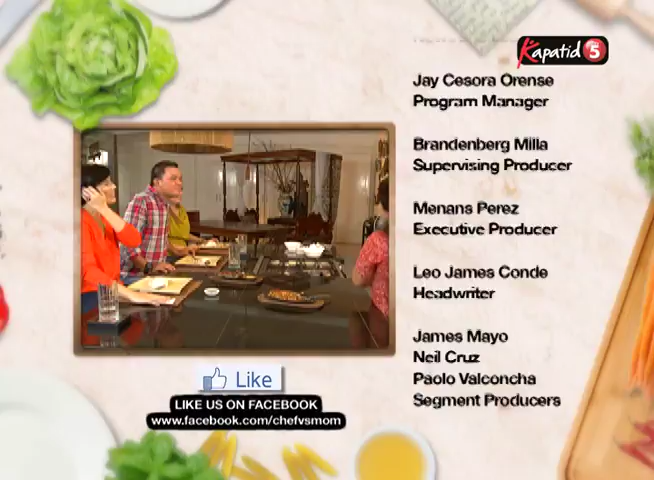 Kapatid 5
Jay Cesora Orense
Program Manager
Brandenberg Milla
Supervising Producer
Menans Perez
Executive Producer
Leo James Conde
Headwriter
James Mayo
Neil Cruz
Paolo Valconcha
Segment Producers
Like
LIKE US ON FACEBOOK
www.facebook.com/chefvsmom